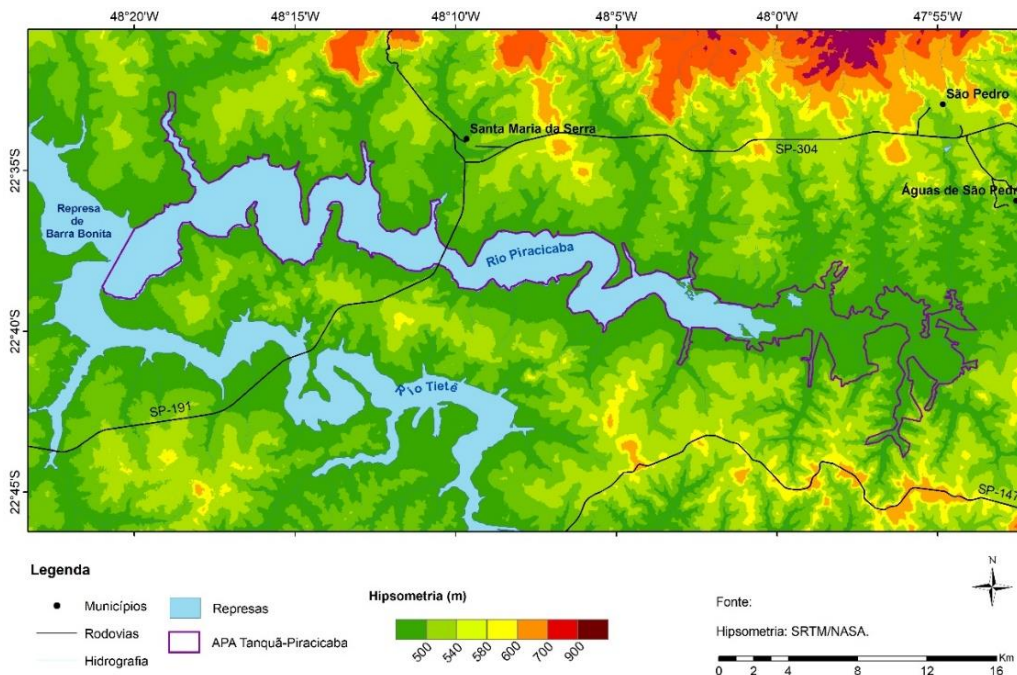 48°20'W 48°15'W 48°10'W 48°5'W 48°0'W 47°55'W
São Pedro
Santa Maria da Serra
SP-304
22°35'S
Águas de São Pedr
Represa
de
Barra Bonita
Rio Piracicaba
22°40'S
Rio Tietê
SP-191
22°45'S
SP-147
Legenda
Municípios
Rodovias
Hidrografia
Represas
APA Tanquã-Piracicaba
Hipsometria (m)
500 540 580 600 700 900
N
Fonte:
Hipsometria: SRTM/NASA.
Km
0 2 4 8 12 16